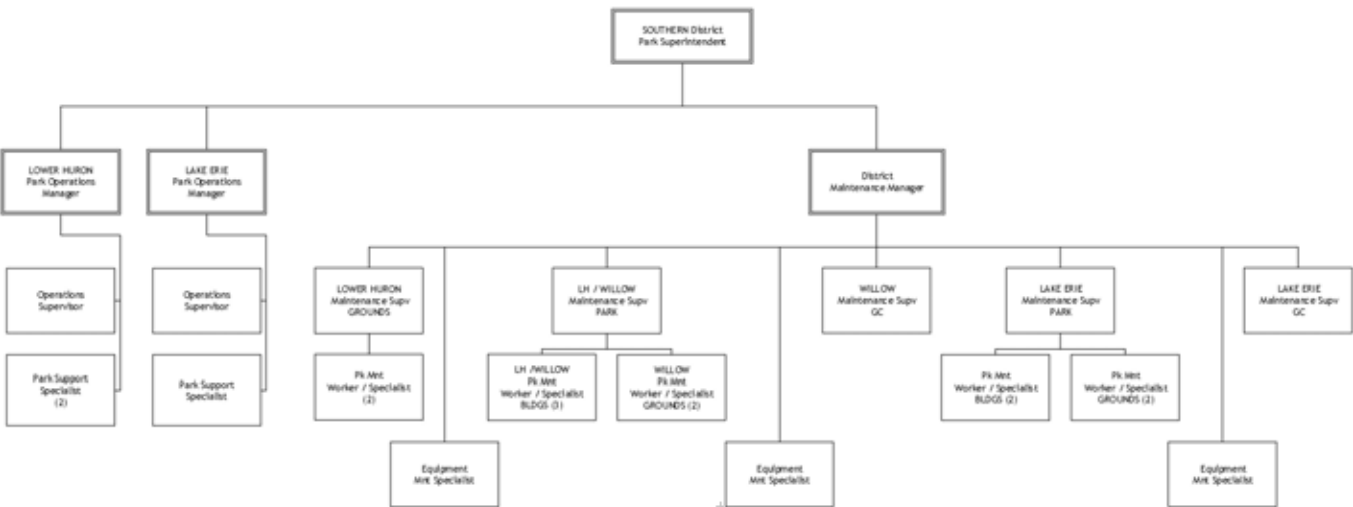 SOUTHERN District
Park Superintendent
LOWER HURON
Park Operations
Manager
LAKE ERIE
Park Operations
Manager
District
Maintenance Manager
Operations
Supervisor
Operations
Supervisor
LOWER HURON
Maintenance Supv
GROUNDS
LH / WILLOW
Maintenance Supv
PARK
WILLOW
Maintenance Supv
GC
LAKE ERIE
Maintenance Supv
PARK
LAKE ERIE
Maintenance Supv
GC
Park Support
Specialist
(2)
Park Support
Specialist
Pk Mnt
Worker / Specialist
(2)
LH /WILLOW
Pk Mnt
Worker / Specialist
BLDGS (3)
WILLOW
Pk Mnt
Worker / Specialist
GROUNDS (2)
Pk Mnt
Worker / Specialist
BLDGS (2)
Pk Mnt
Worker / Specialist
GROUNDS (2)
Equipment
Mnt Specialist
Equipment
Mnt Specialist
Equipment
Mnt Specialist